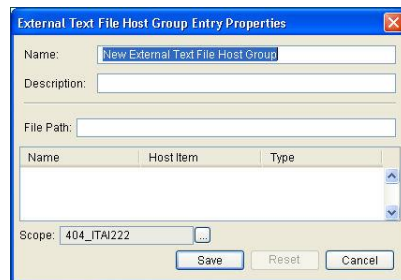 External Text File Host Group Entry Properties
Name: New External Text File Host Group
Description:
File Path:
Name Host Item Type
Scope: 404_ITAI222 ...
Save Reset Cancel